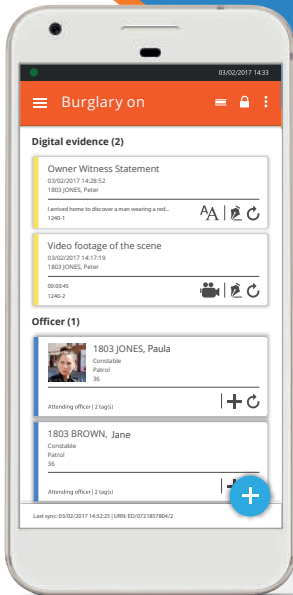 03/02/2017 14:33
Burglary on
Digital evidence (2)
Owner Witness Statement
03/02/2017 14:28:52
1803 JONES, Peter
I arrived home to discover a man wearing a red...
1240-1
AA
Video footage of the scene
03/02/2017 14:17:19
1803 JONES, Peter
00:03:45
1240-2
Officer (1)
1803 JONES, Paula
Constable
Patrol
36
Attending officer | 2 tag(s)
1803 BROWN, Jane
Constable
Patrol
36
Attending officer | 2 tag(s)
Last sync: 03/02/2017 14:32:25 | URN: ED/0721857804/2